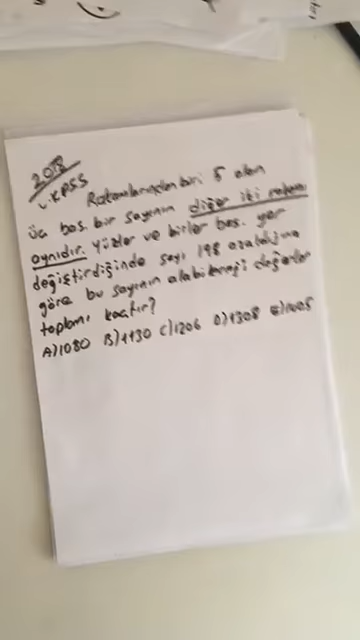 2018
KPSS
Rakamlarından biri 5 olan
üç bas. bir sayının diğer iki rakamı
aynıdır. Yüzler ve birler bas. yer
değiştirdiğinde sayı 198 azaldığına
göre bu sayının alabileceği değerler
toplamı kaçtır?
A)1080 B)1130 C)1206 D)1308 E)1405